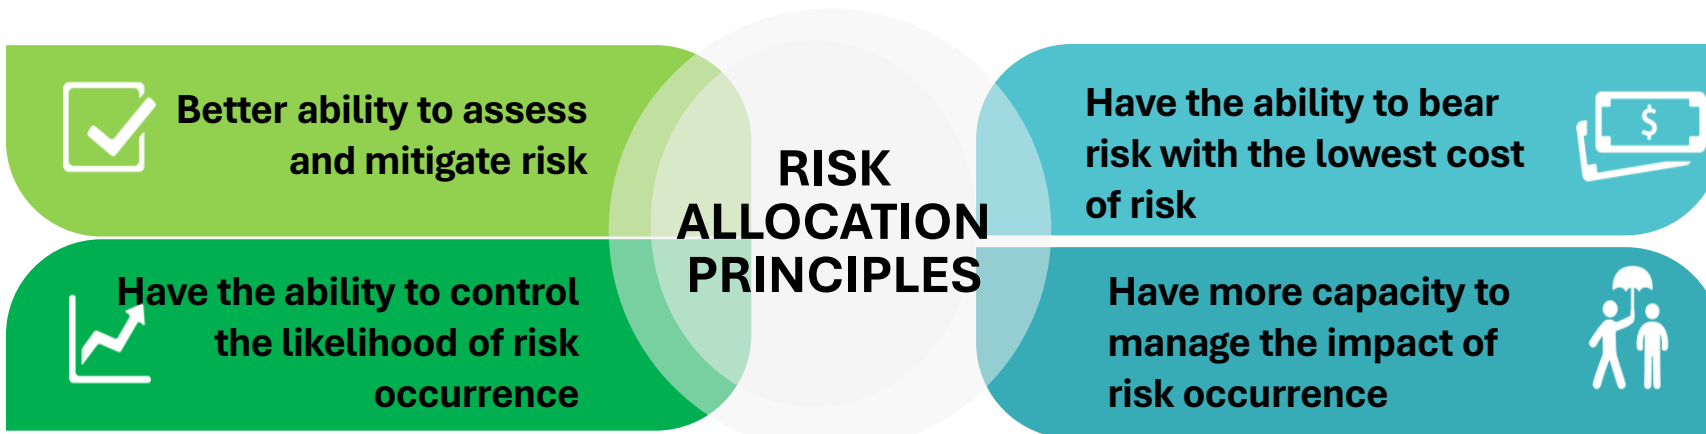 Better ability to assess
and mitigate risk
Have the ability to control
the likelihood of risk
occurrence
RISK
ALLOCATION
PRINCIPLES
Have the ability to bear
risk with the lowest cost
of risk
$
Have more capacity to
manage the impact of
risk occurrence